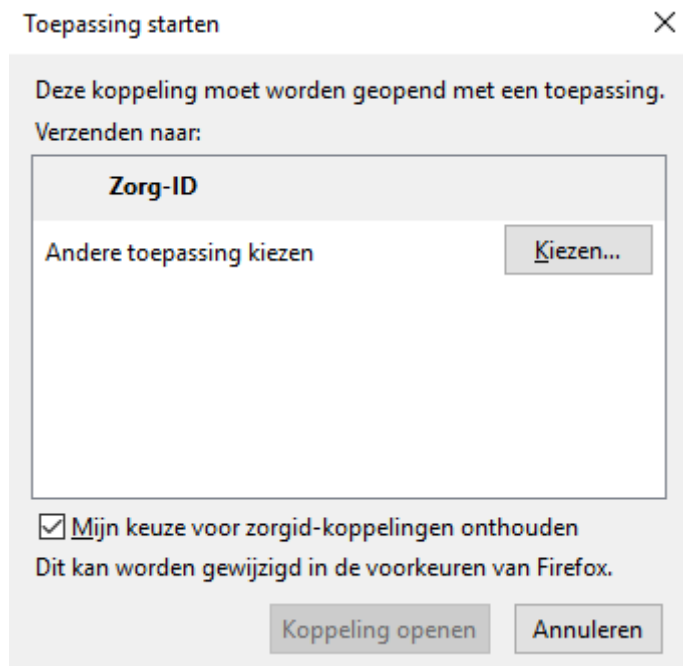 Toepassing starten
Deze koppeling moet worden geopend met een toepassing.
Verzenden naar:
Zorg-ID
Andere toepassing kiezen
Kiezen...
Mijn keuze voor zorgid-koppelingen onthouden
Dit kan worden gewijzigd in de voorkeuren van Firefox.
Koppeling openen
Annuleren